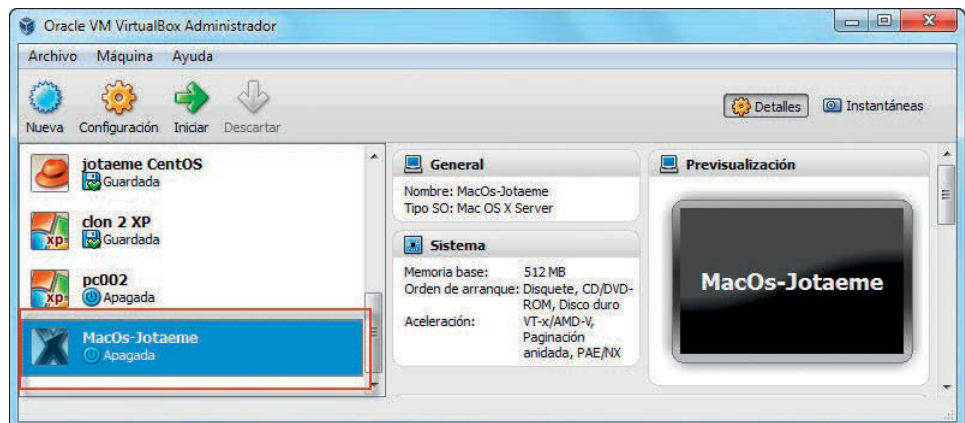 Oracle VM VirtualBox Administrador
Archivo Máquina Ayuda
Nueva Configuración Iniciar Descartar
Detalles Instantáneas
jotaeme CentOS
Guardada
clon 2 XP
Guardada
pc002
Apagada
MacOs-Jotaeme
Apagada
General
Nombre: MacOs-Jotaeme
Tipo SO: Mac OS X Server
Sistema
Memoria base: 512 MB
Orden de arranque: Disquete, CD/DVD-
ROM, Disco duro
Aceleración: VT-x/AMD-V,
Paginación
anidada, PAE/NX
Previsualización
MacOs-Jotaeme